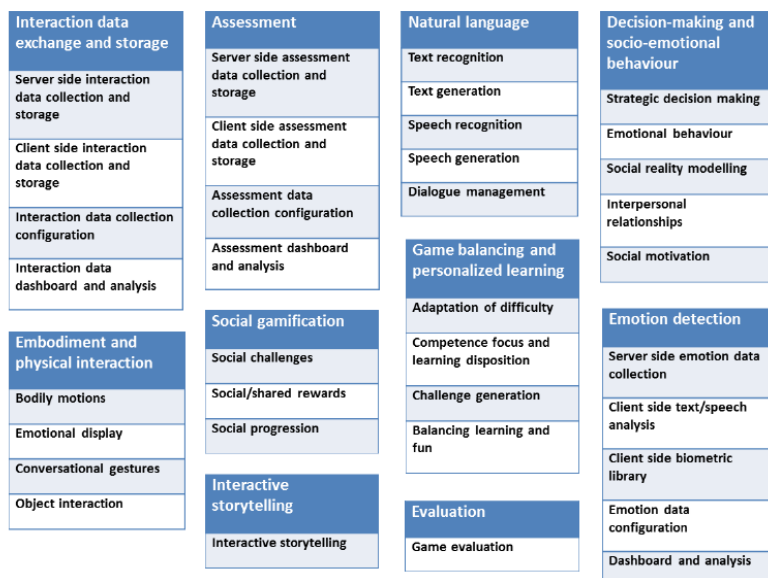 Interaction data
exchange and storage
Server side interaction
data collection and
storage
Client side interaction
data collection and
storage
Interaction data collection
configuration
Interaction data
dashboard and analysis
Embodiment and
physical interaction
Bodily motions
Emotional display
Conversational gestures
Object interaction
Assessment
Server side assessment
data collection and
storage
Client side assessment
data collection and
storage
Assessment data
collection configuration
Assessment dashboard
and analysis
Social gamification
Social challenges
Social/shared rewards
Social progression
Interactive
storytelling
Interactive storytelling
Natural language
Text recognition
Text generation
Speech recognition
Speech generation
Dialogue management
Game balancing and
personalized learning
Adaptation of difficulty
Competence focus and
learning disposition
Challenge generation
Balancing learning and
fun
Evaluation
Game evaluation
Decision-making and
socio-emotional
behaviour
Strategic decision making
Emotional behaviour
Social reality modelling
Interpersonal
relationships
Social motivation
Emotion detection
Server side emotion data
collection
Client side text/speech
analysis
Client side biometric
library
Emotion data
configuration
Dashboard and analysis